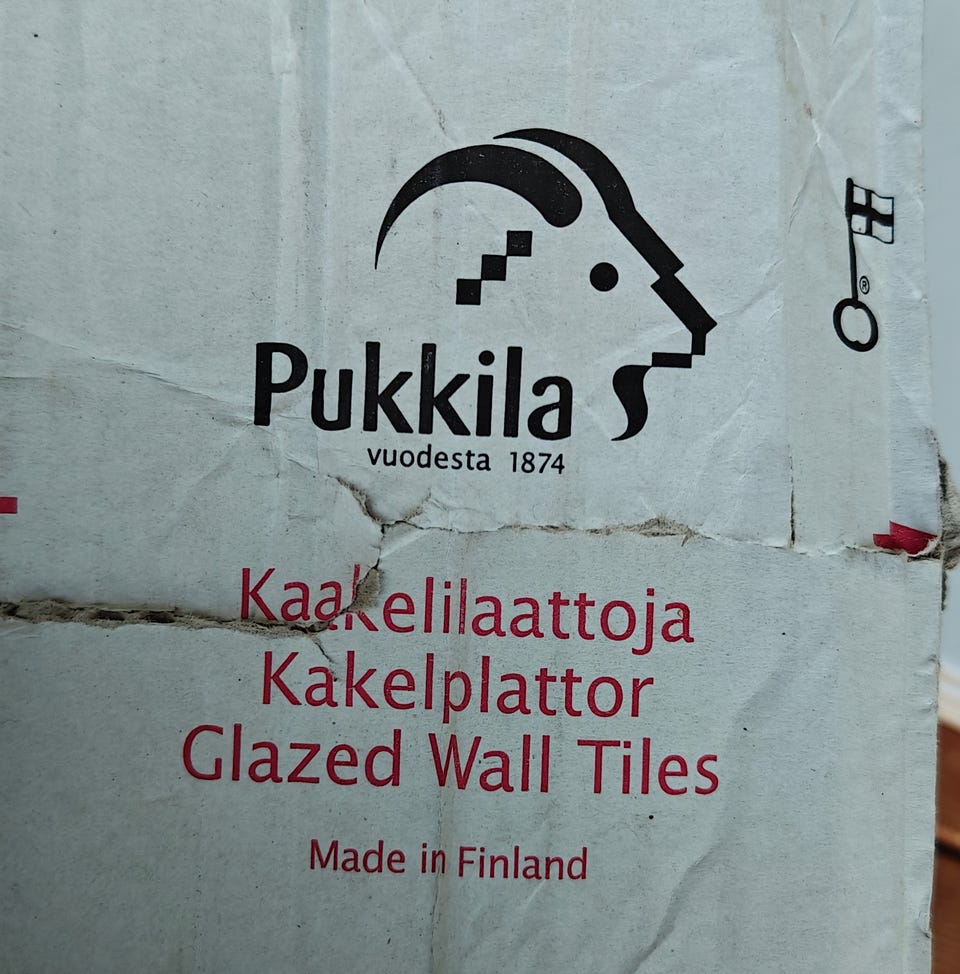 Pukkila
vuodesta 1874
®
Kaakelilaattoja
Kakelplattor
Glazed Wall Tiles
Made in Finland